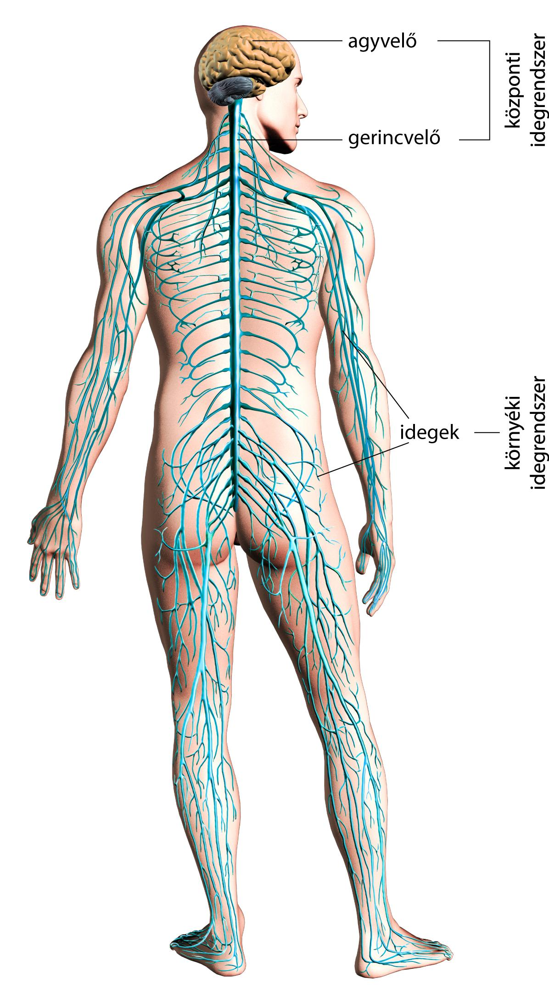 agyvelő
gerincvelő
központi
idegrendszer
idegek
környéki
idegrendszer